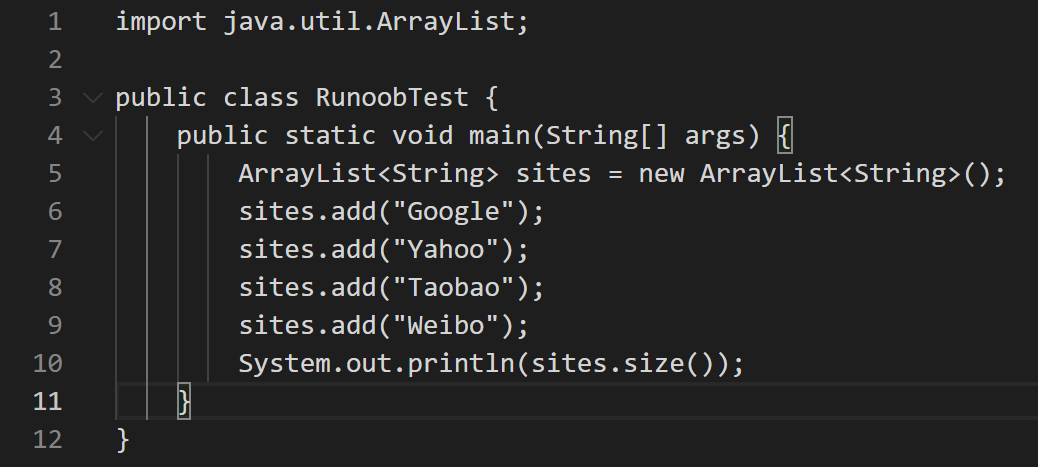 1 import java.util.ArrayList;
2
3 public class RunoobTest {
4     public static void main(String[] args) {
5         ArrayList<String> sites = new ArrayList<String>();
6         sites.add("Google");
7         sites.add("Yahoo");
8         sites.add("Taobao");
9         sites.add("Weibo");
10         System.out.println(sites.size());
11     }
12 }